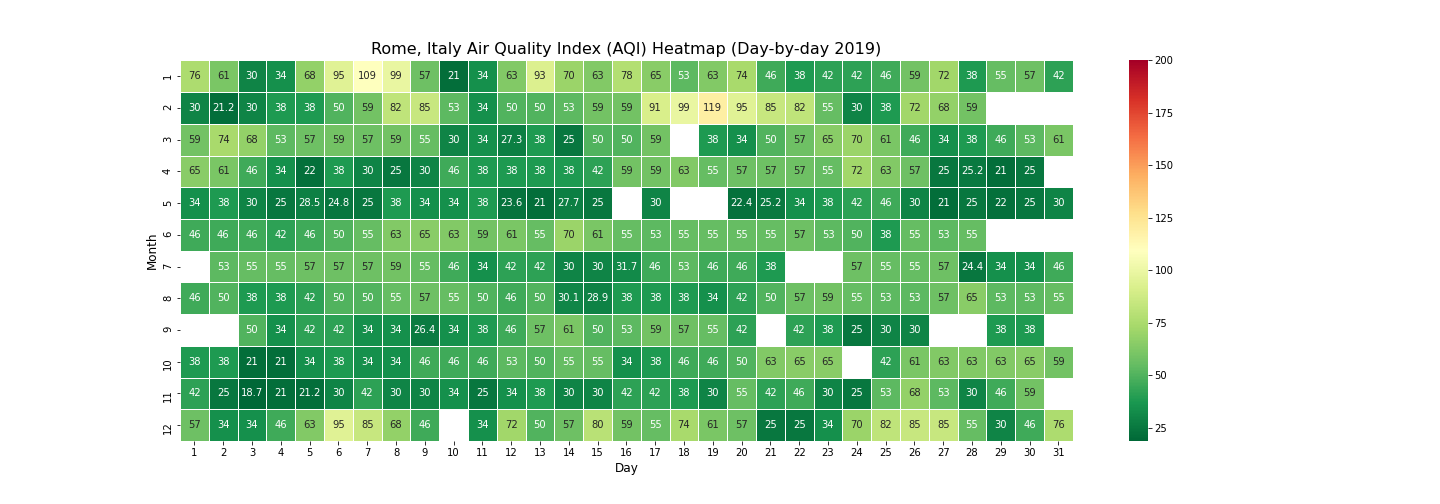 Rome, Italy Air Quality Index (AQI) Heatmap (Day-by-day 2019)
1 76 61 30 34 68 95 109 99 57 21 34 63 93 70 63 78 65 53 63 74 46 38 42 42 46 59 72 38 55 57 42
2 30 21.2 30 38 38 50 59 82 85 53 34 50 50 53 59 59 91 99 119 95 85 82 55 30 38 72 68 59
3 59 74 68 53 57 59 57 59 55 30 34 27.3 38 25 50 50 59 38 34 50 57 65 70 61 46 34 38 46 53 61
4 65 61 46 34 22 38 30 25 30 46 38 38 38 38 42 59 59 63 55 57 57 57 55 72 63 57 25 25.2 21 25
5 34 38 30 25 28.5 24.8 25 38 34 34 38 23.6 21 27.7 25 30 22.4 25.2 34 38 42 46 30 21 25 22 25 30
6 46 46 46 42 46 50 55 63 65 63 59 61 55 70 61 55 53 55 55 55 55 57 53 50 38 55 53 55
7 53 55 55 57 57 57 59 55 46 34 42 42 30 30 31.7 46 53 46 46 38 57 55 55 57 24.4 34 34 46
8 46 50 38 38 42 50 50 55 57 55 50 46 50 30.1 28.9 38 38 38 34 42 50 57 59 55 53 53 57 65 53 53 55
9 50 34 42 42 34 34 26.4 34 38 46 57 61 50 53 59 57 55 42 42 38 25 30 30 38 38
10 38 38 21 21 34 38 34 34 46 46 46 53 50 55 55 34 38 46 46 50 63 65 65 42 61 63 63 63 65 59
11 42 25 18.7 21 21.2 30 42 30 30 34 25 34 38 30 30 42 42 38 30 55 42 46 30 25 53 68 53 30 46 59
12 57 34 34 46 63 95 85 68 46 34 72 50 57 80 59 55 74 61 57 25 25 34 70 82 85 85 55 30 46 76
1 2 3 4 5 6 7 8 9 10 11 12 13 14 15 16 17 18 19 20 21 22 23 24 25 26 27 28 29 30 31
Day
Month
200
175
150
125
100
75
50
25